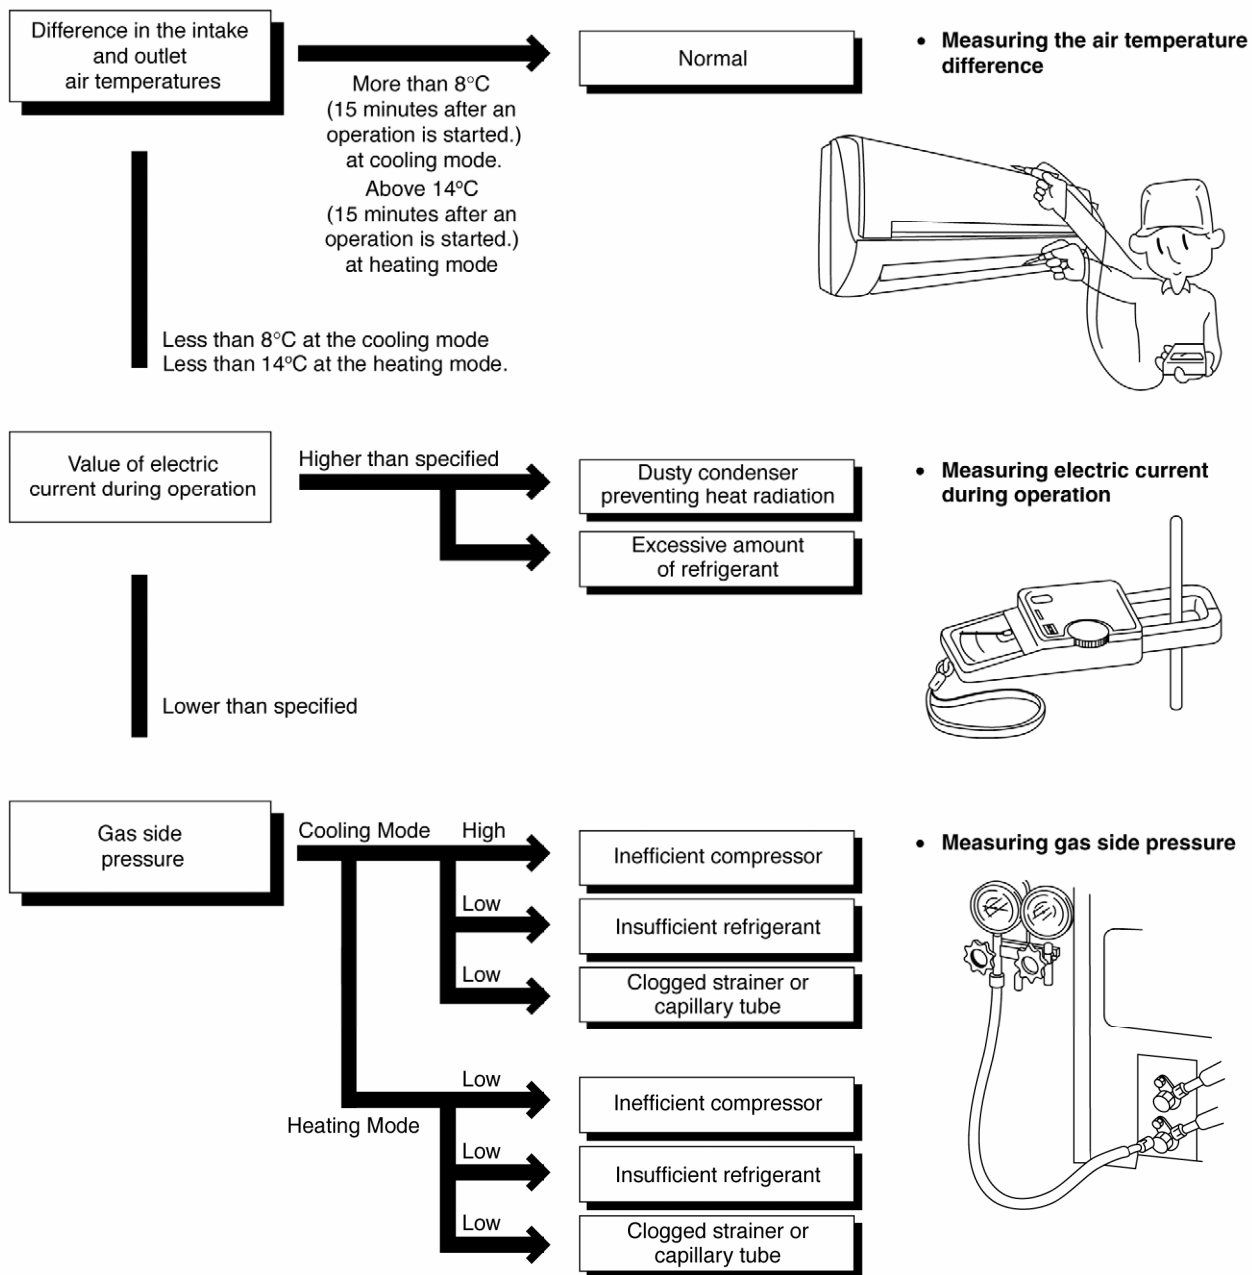 Difference in the intake
and outlet
air temperatures
More than 8°C
(15 minutes after an
operation is started.)
at cooling mode.
Above 14ºC
(15 minutes after an
operation is started.)
at heating mode
Normal
• Measuring the air temperature
difference
Less than 8°C at the cooling mode
Less than 14ºC at the heating mode.
Value of electric
current during operation
Higher than specified
Dusty condenser
preventing heat radiation
Excessive amount
of refrigerant
• Measuring electric current
during operation
Lower than specified
Gas side
pressure
Cooling Mode
High
Inefficient compressor
Low
Insufficient refrigerant
Low
Clogged strainer or
capillary tube
• Measuring gas side pressure
Heating Mode
Low
Inefficient compressor
Low
Insufficient refrigerant
Low
Clogged strainer or
capillary tube